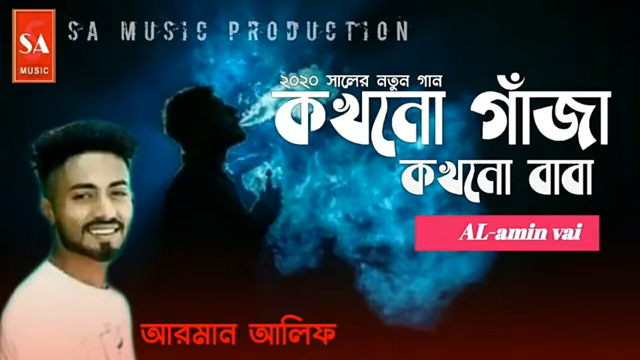 SA
MUSIC
SA MUSIC PRODUCTION
২০২০ সালের নতুন গান
কখনো গাঁজা
কখনো বাবা
AL-amin vai
আরমান আলিফ